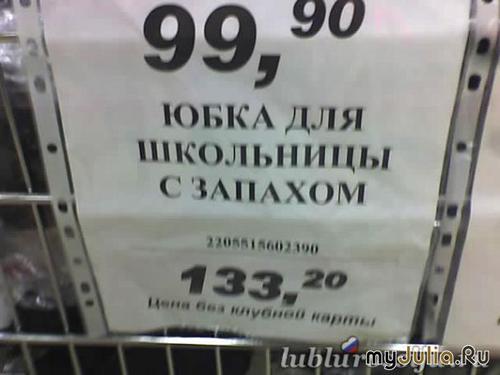 99,90
ЮБКА ДЛЯ
ШКОЛЬНИЦЫ
С ЗАПАХОМ
2205515602390
133,20
Цена без клубной карты
myJulia.Ru